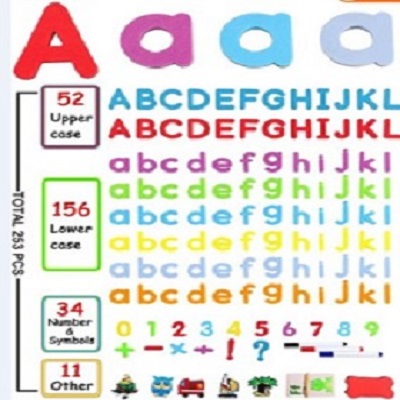 A a a a
52
Upper
case
ABCDEFGHIJKL
ABCDEFGHIJKL
abcdefghijkl
abcdefghijkl
156
Lower
case
abcdefghijkl
abcdefghijkl
abcdefghijkl
abcdefghijkl
TOTAL 253 PCS
34
Number
&
Symbols
0 1 2 3 4 5 6 7 8 9
+ - × + ! ?
11
Other